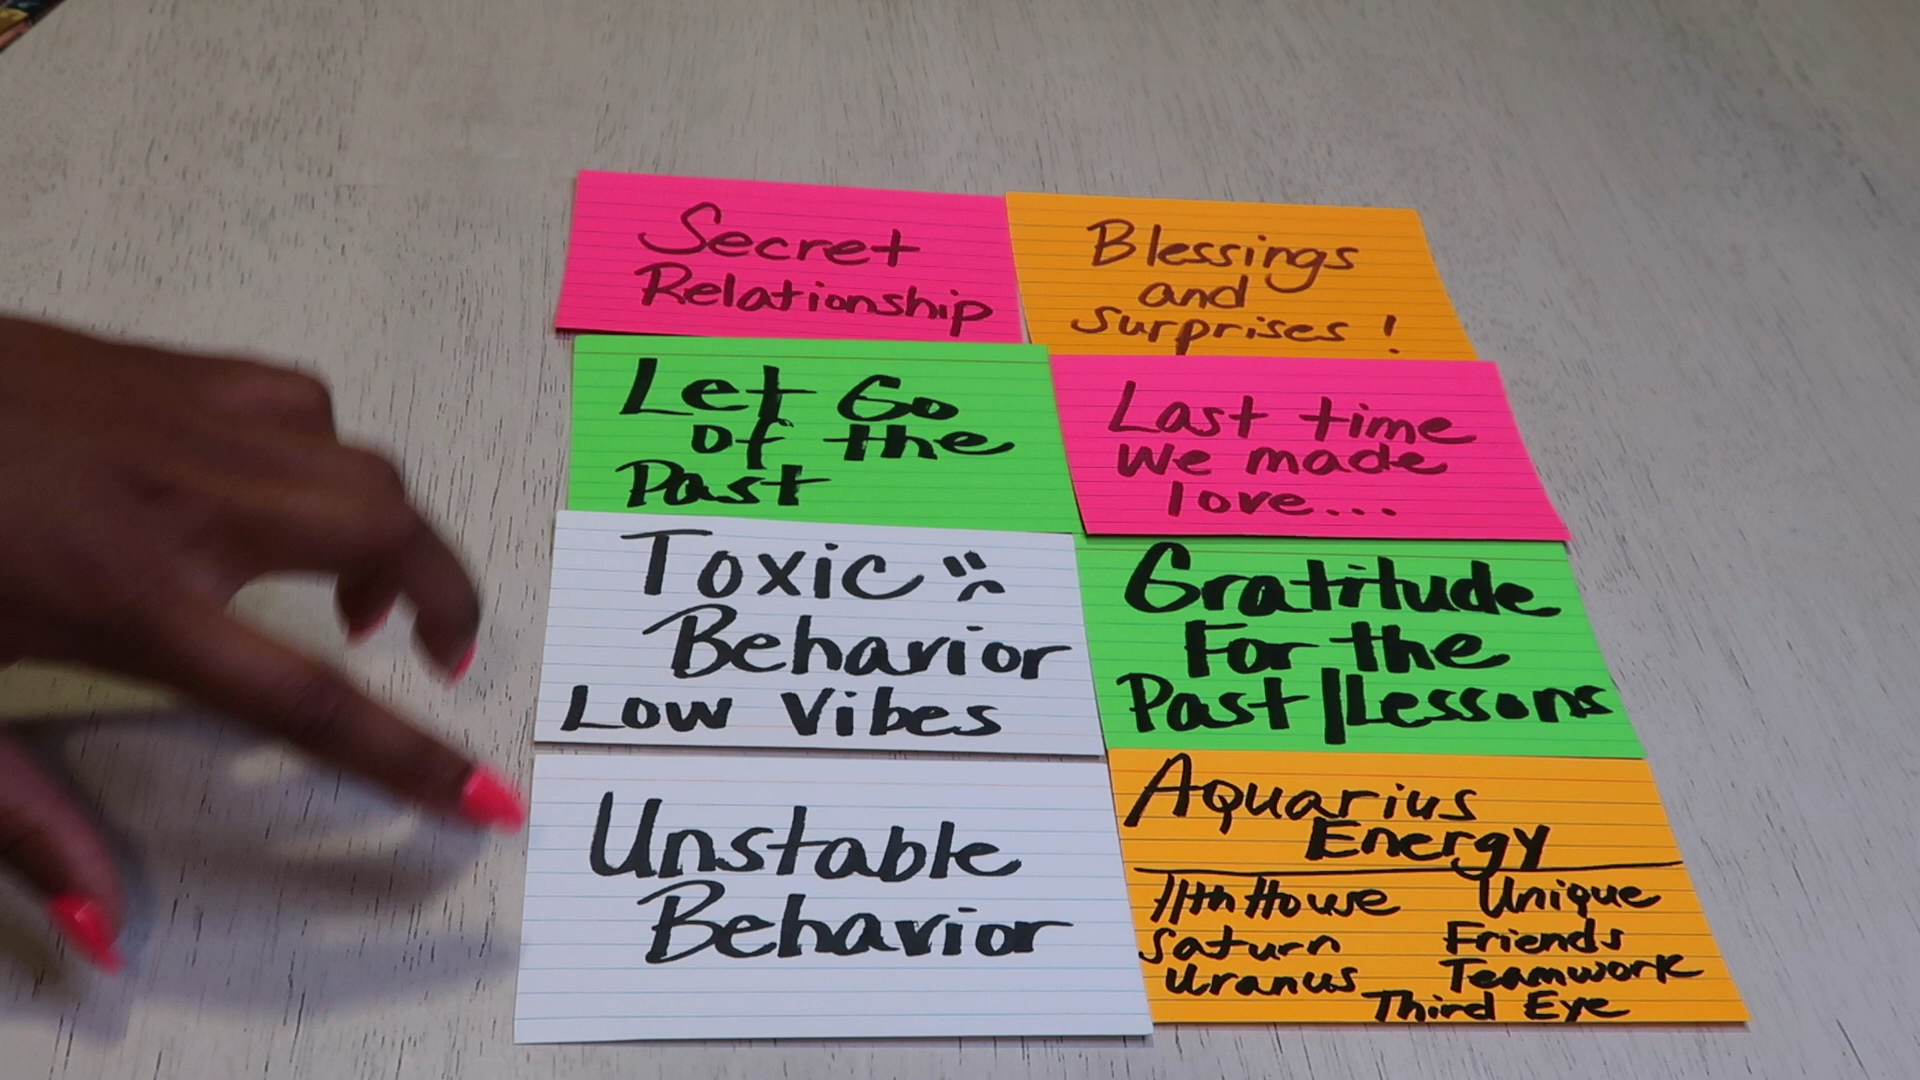 Secret
Relationship
Blessings
and
Surprises!
Let Go
of the
Past
Last time
We made
love...
Toxic
Behavior
Low Vibes
Gratitude
For the
Past/Lessons
Unstable
Behavior
Aquarius
Energy
11th House
Saturn
Uranus
Unique
Friends
Teamwork
Third Eye